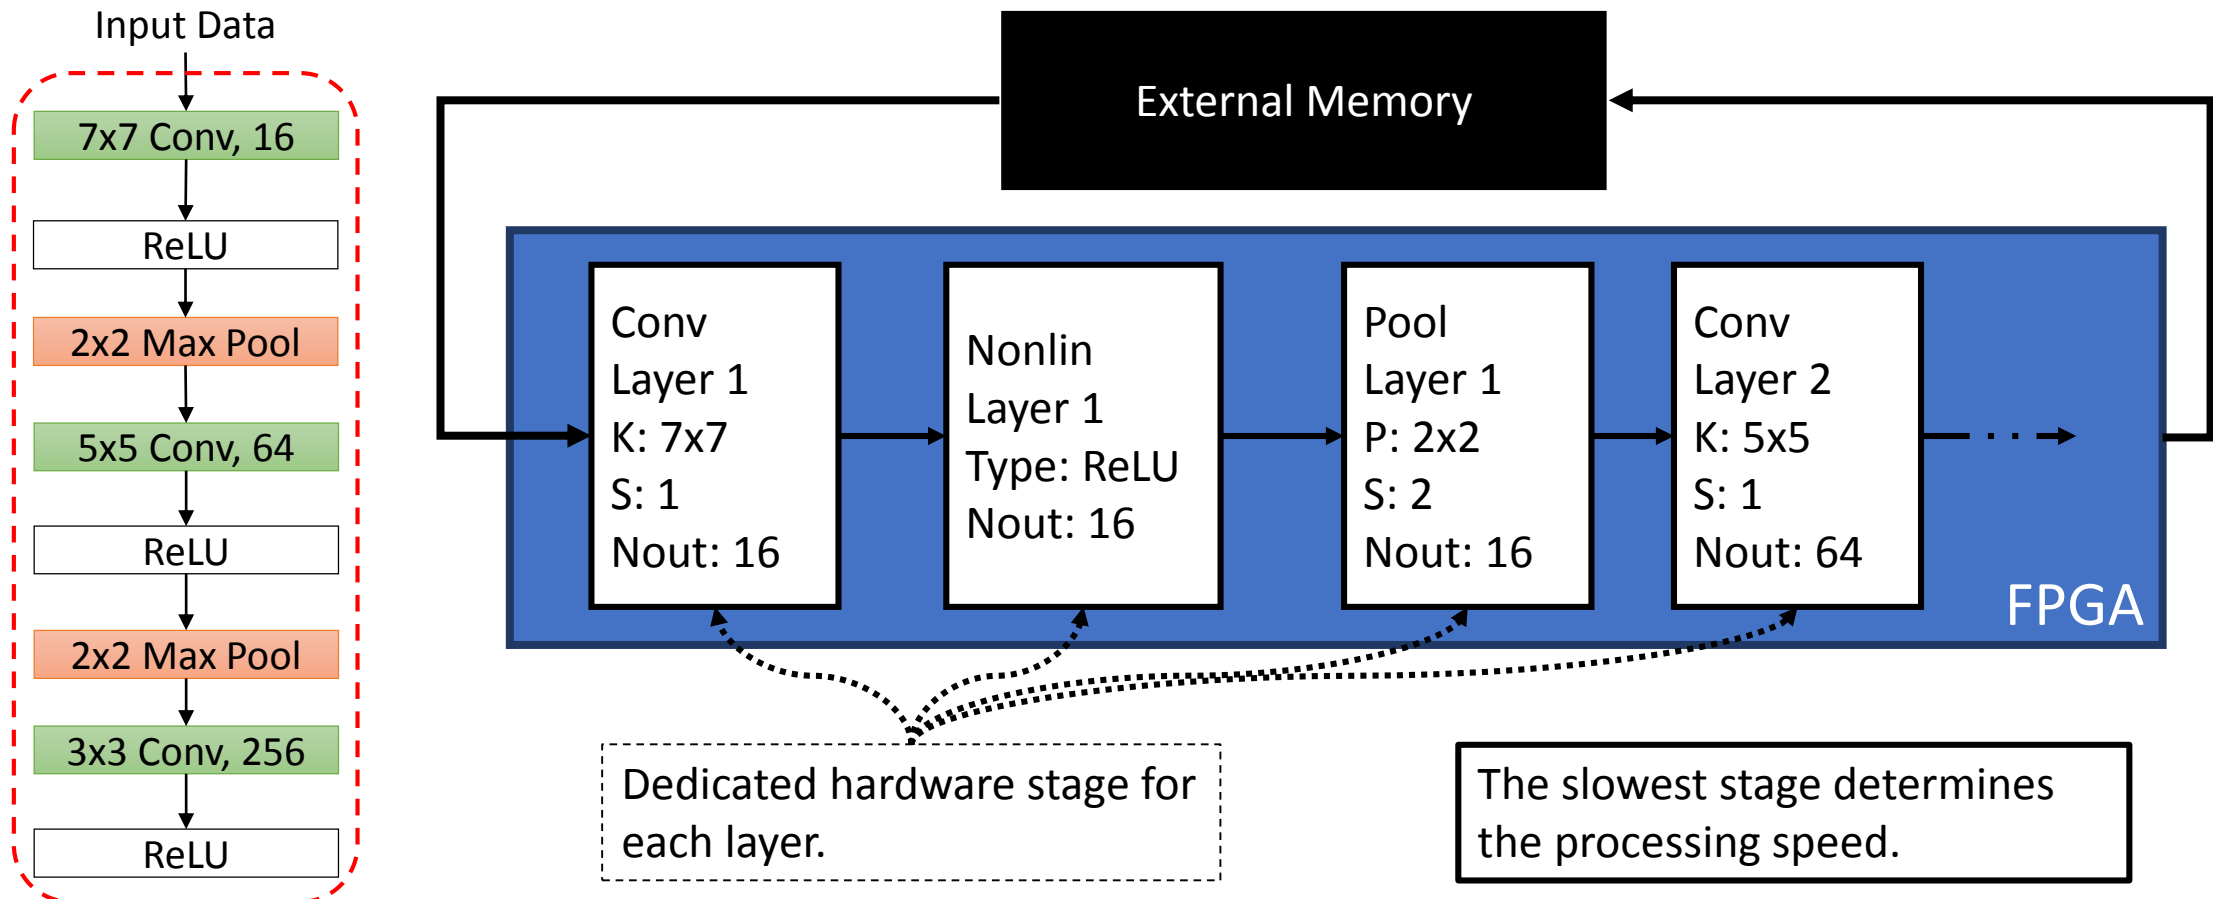 Input Data
7x7 Conv, 16
ReLU
2x2 Max Pool
5x5 Conv, 64
ReLU
2x2 Max Pool
3x3 Conv, 256
ReLU
External Memory
Conv
Layer 1
K: 7x7
S: 1
Nout: 16
Nonlin
Layer 1
Type: ReLU
Nout: 16
Pool
Layer 1
P: 2x2
S: 2
Nout: 16
Conv
Layer 2
K: 5x5
S: 1
Nout: 64
FPGA
Dedicated hardware stage for
each layer.
The slowest stage determines
the processing speed.